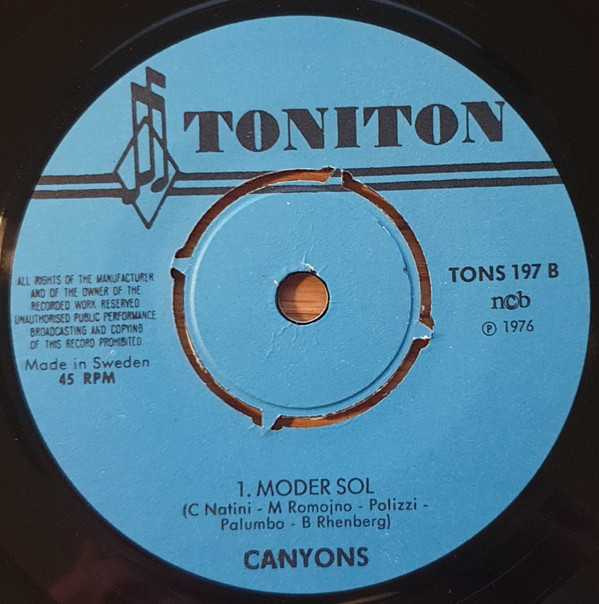 TONITON
ALL RIGHTS OF THE MANUFACTURER
AND OF THE OWNER OF THE
RECORDED WORK RESERVED
UNAUTHORISED PUBLIC PERFORMANCE
BROADCASTING AND COPYING
OF THIS RECORD PROHIBITED
Made in Sweden
45 RPM
TONS 197 B
ncb
Ⓟ 1976
1. MODER SOL
(C Natini - M Romojno - Polizzi -
Palumbo - B Rhenberg)
CANYONS